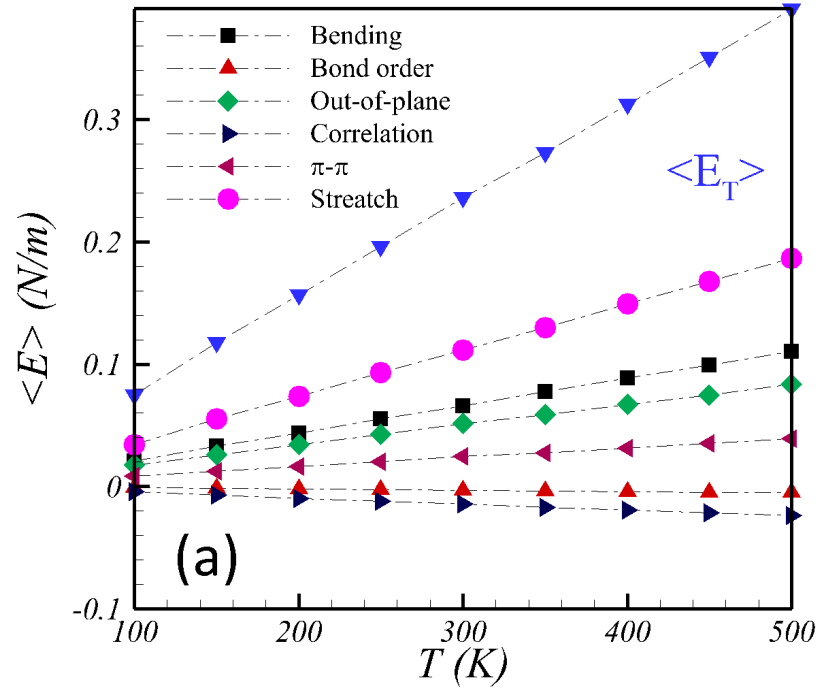 Bending
Bond order
Out-of-plane
Correlation
π-π
Streatch
<E_T>
<E> (N/m)
0.3
0.2
0.1
0
-0.1
(a)
100
200
300
400
500
T (K)